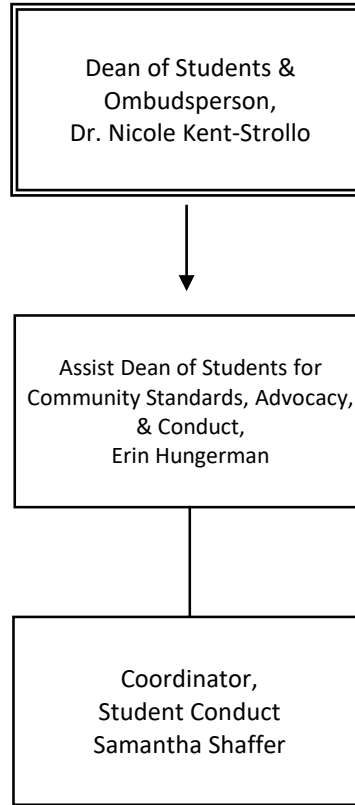 Dean of Students &
Ombudsperson,
Dr. Nicole Kent-Strollo
Assist Dean of Students for
Community Standards, Advocacy,
& Conduct,
Erin Hungerman
Coordinator,
Student Conduct
Samantha Shaffer